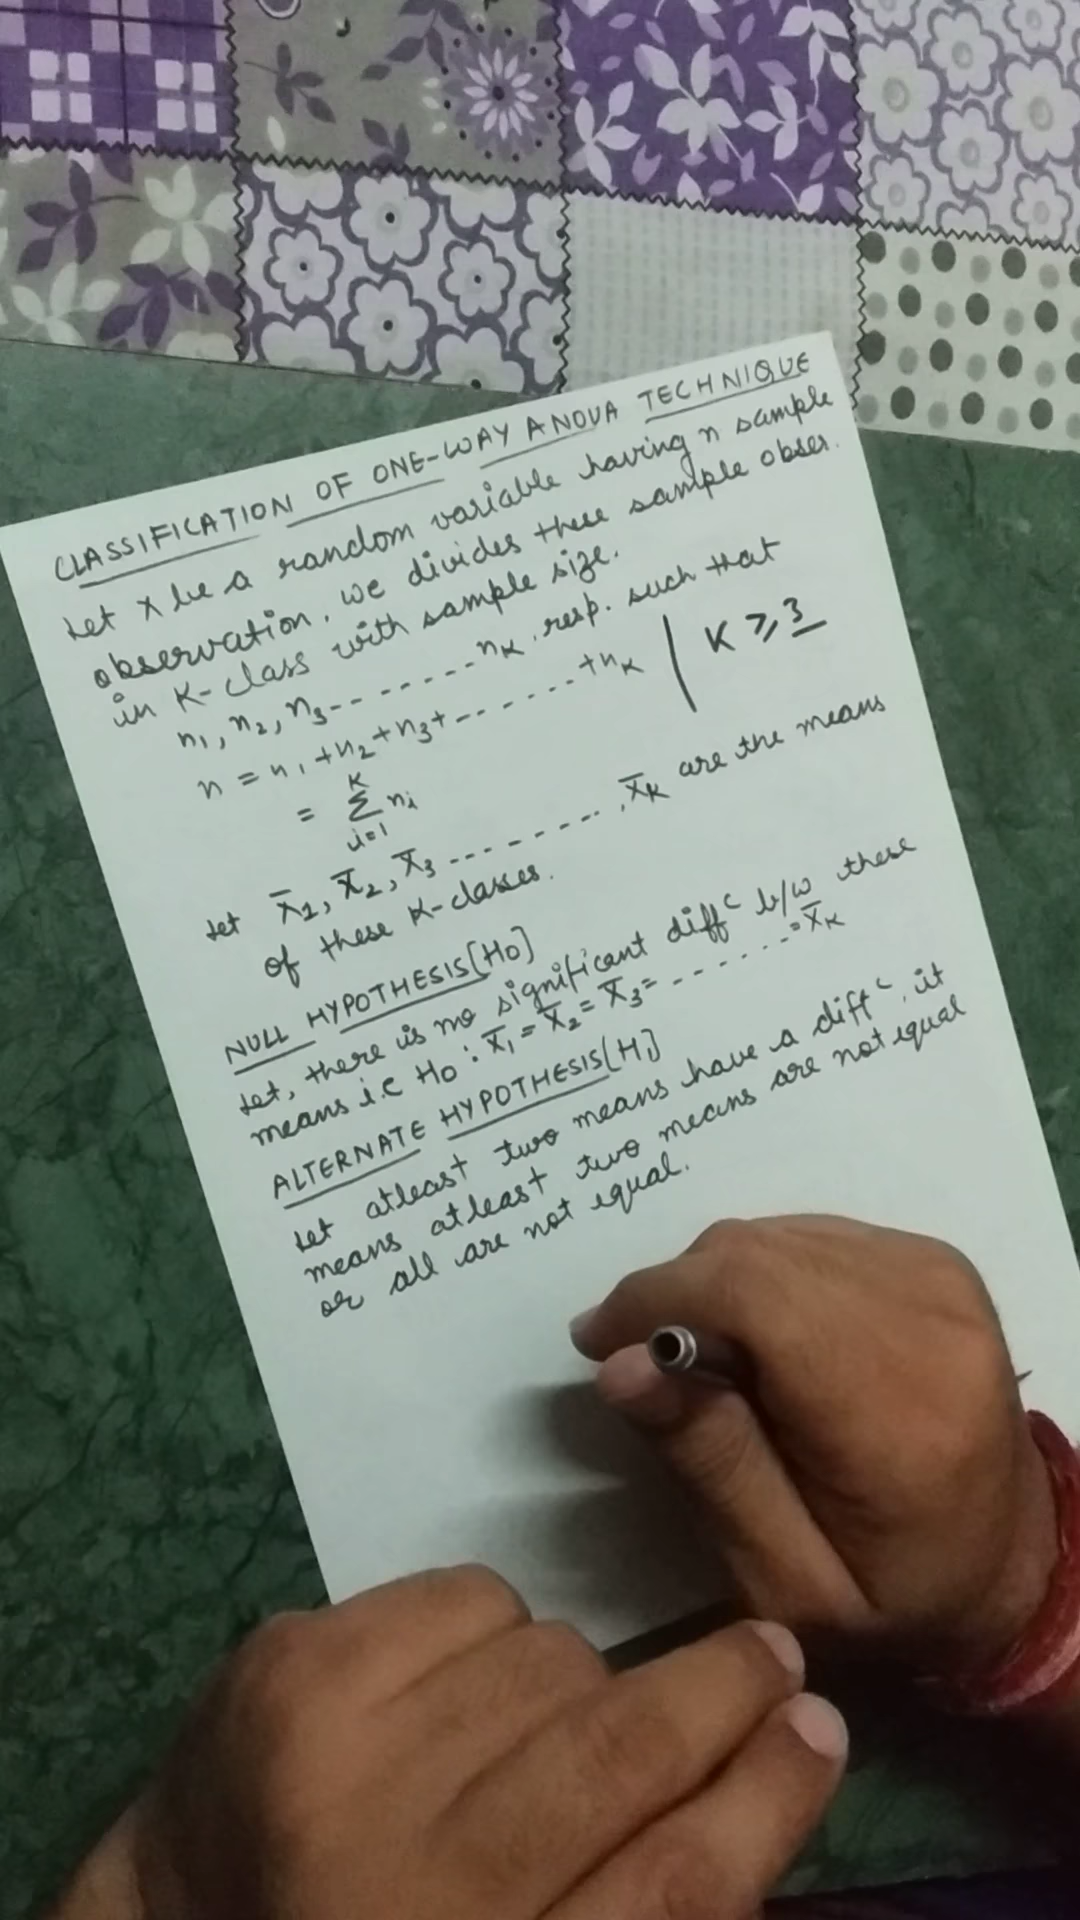 CLASSIFICATION OF ONE-WAY ANOVA TECHNIQUE
Let X be a random variable having n sample
observation. we divides these sample obser.
in K-class with sample size.
n₁, n₂, n₃------nK. resp. such that
n = n₁+n₂+n₃+------+nK | K ⩾ 3
= K Σ i=1 ni
Let X̄₁, X̄₂, X̄₃ --------, X̄K are the means
of these K-classes.
NULL HYPOTHESIS[H₀]
Let, there is no significant diffᶜ b/w these
means i.e H₀ : X̄₁ = X̄₂ = X̄₃= ------= X̄K
ALTERNATE HYPOTHESIS[H₁]
Let atleast two means have a diffᶜ, it
means atleast two means are not equal
or all are not equal.